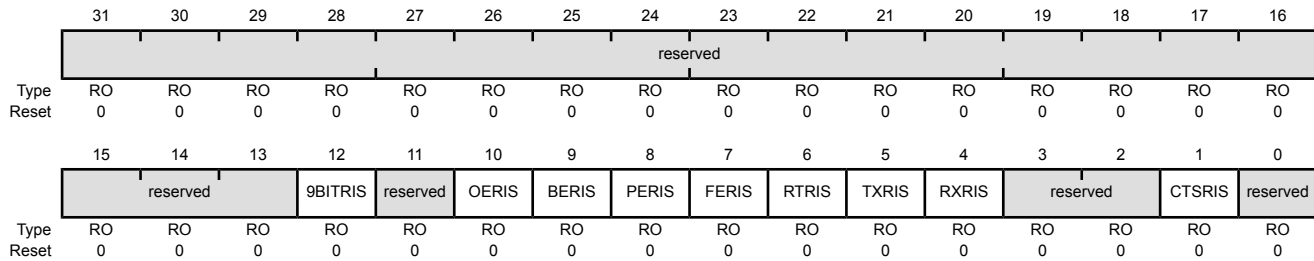 31 30 29 28 27 26 25 24 23 22 21 20 19 18 17 16
reserved
Type RO RO RO RO RO RO RO RO RO RO RO RO RO RO RO RO
Reset 0 0 0 0 0 0 0 0 0 0 0 0 0 0 0 0
15 14 13 12 11 10 9 8 7 6 5 4 3 2 1 0
reserved 9BITRIS reserved OERIS BERIS PERIS FERIS RTRIS TXRIS RXRIS reserved CTSRIS reserved
Type RO RO RO RO RO RO RO RO RO RO RO RO RO RO RO RO
Reset 0 0 0 0 0 0 0 0 0 0 0 0 0 0 0 0